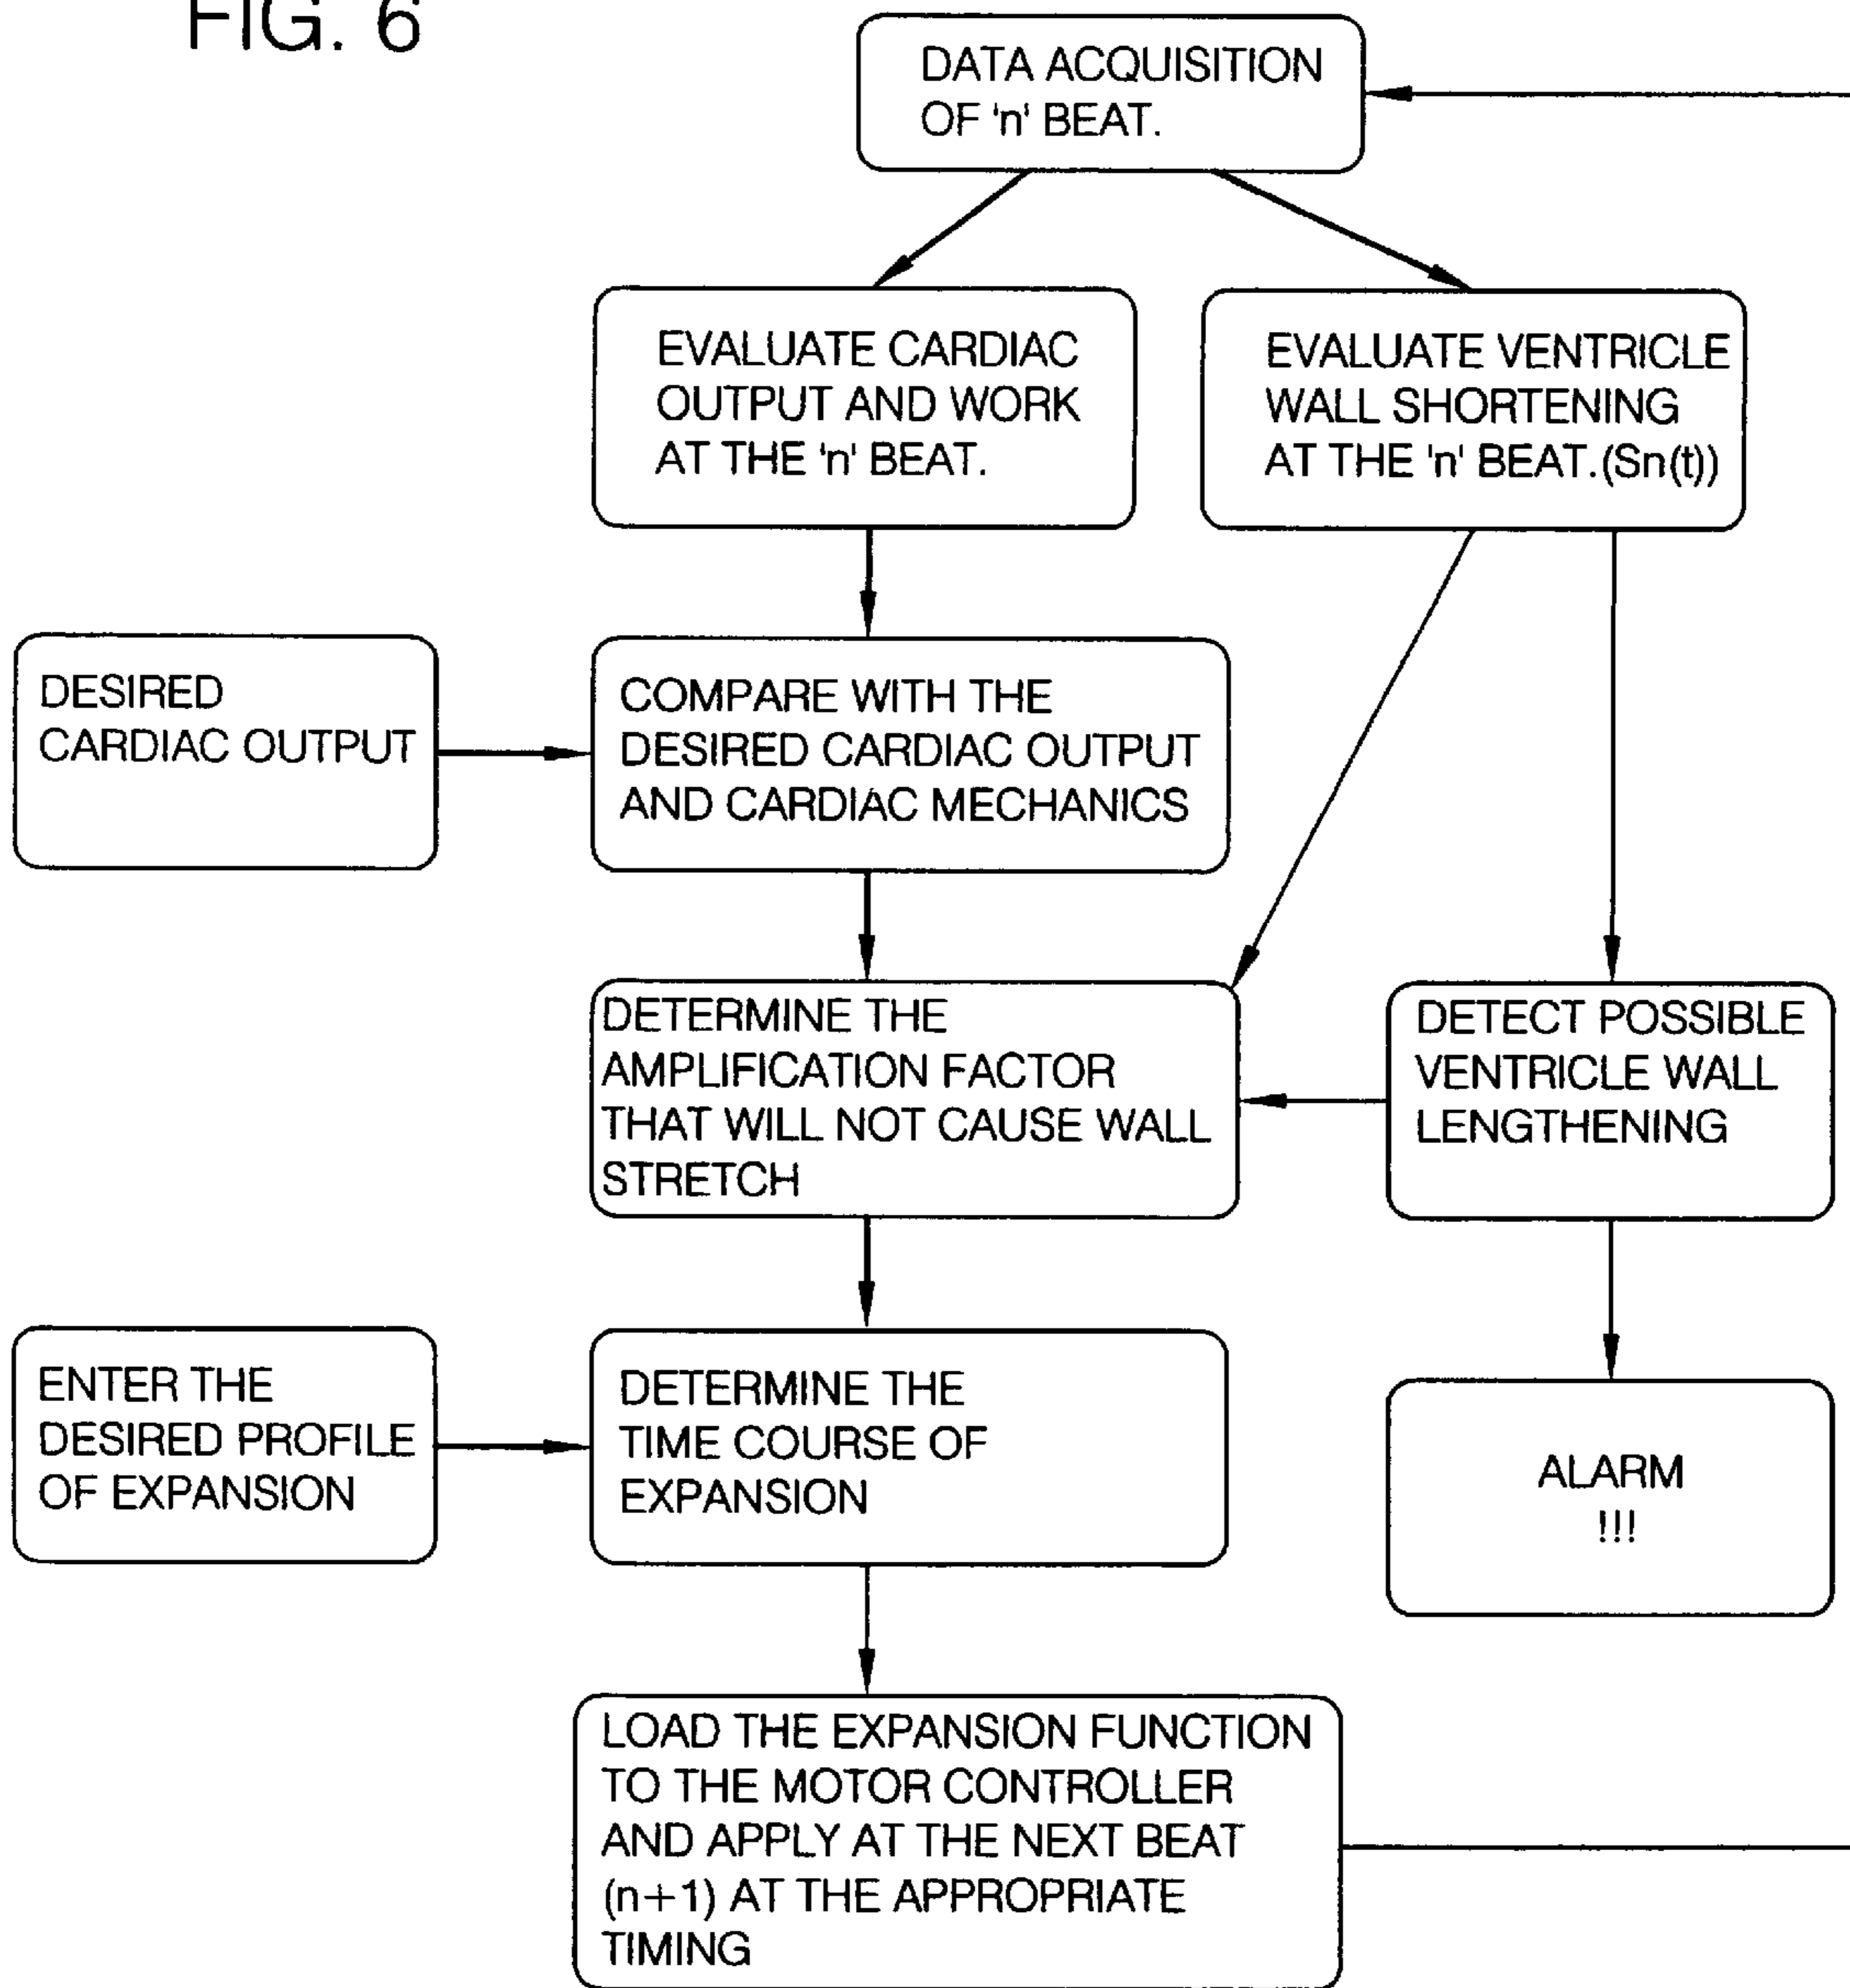 FIG. 6
DATA ACQUISITION
OF 'n' BEAT.
EVALUATE CARDIAC
OUTPUT AND WORK
AT THE 'n' BEAT.
EVALUATE VENTRICLE
WALL SHORTENING
AT THE 'n' BEAT.(Sn(t))
DESIRED
CARDIAC OUTPUT
COMPARE WITH THE
DESIRED CARDIAC OUTPUT
AND CARDIAC MECHANICS
DETERMINE THE
AMPLIFICATION FACTOR
THAT WILL NOT CAUSE WALL
STRETCH
DETECT POSSIBLE
VENTRICLE WALL
LENGTHENING
ENTER THE
DESIRED PROFILE
OF EXPANSION
DETERMINE THE
TIME COURSE OF
EXPANSION
ALARM
!!!
LOAD THE EXPANSION FUNCTION
TO THE MOTOR CONTROLLER
AND APPLY AT THE NEXT BEAT
(n+1) AT THE APPROPRIATE
TIMING